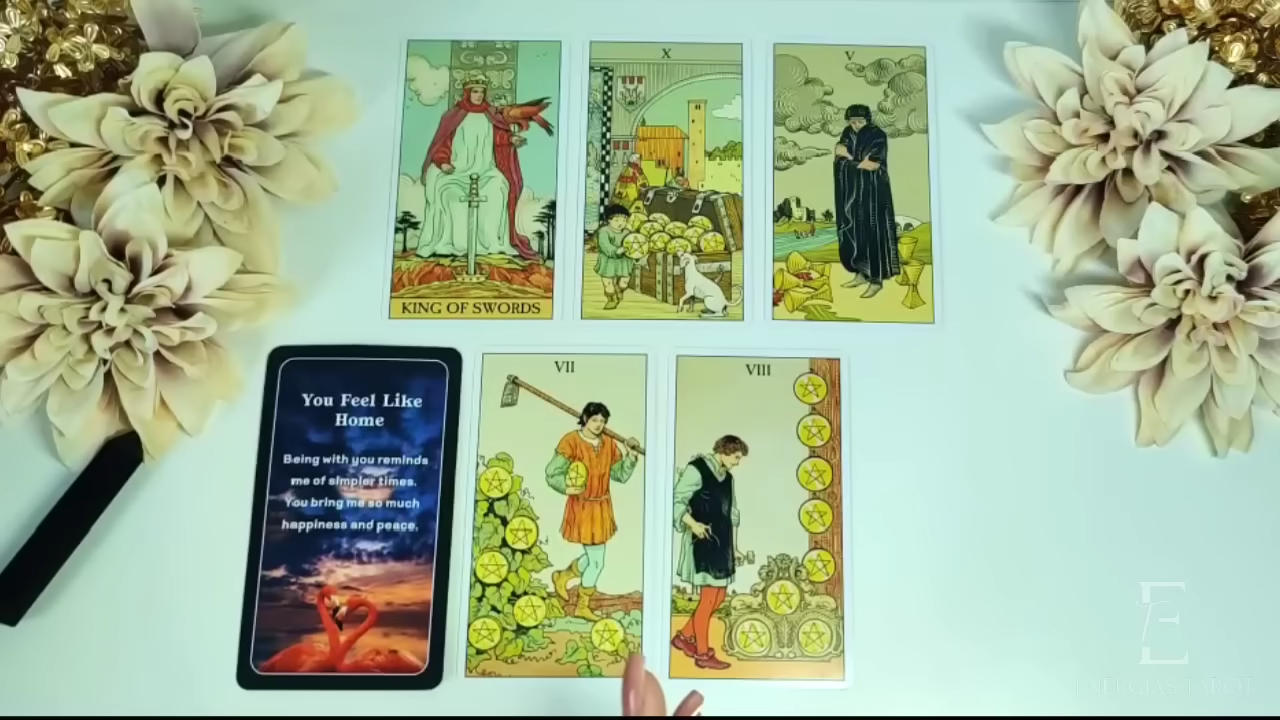 X
V
KING OF SWORDS
You Feel Like
Home
Being with you reminds
me of simpler times.
You bring me so much
happiness and peace.
VII
VIII
E